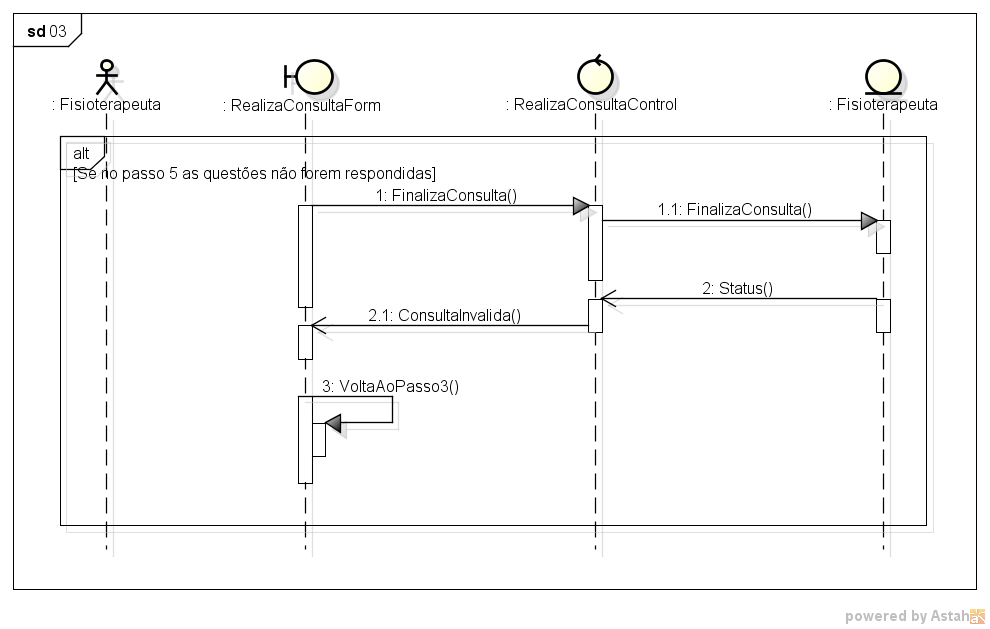 sd 03
: Fisioterapeuta
: RealizaConsultaForm
: RealizaConsultaControl
: Fisioterapeuta
alt
[Se no passo 5 as questões não forem respondidas]
1: FinalizaConsulta()
1.1: FinalizaConsulta()
2: Status()
2.1: ConsultaInvalida()
3: VoltaAoPasso3()
powered by Astah